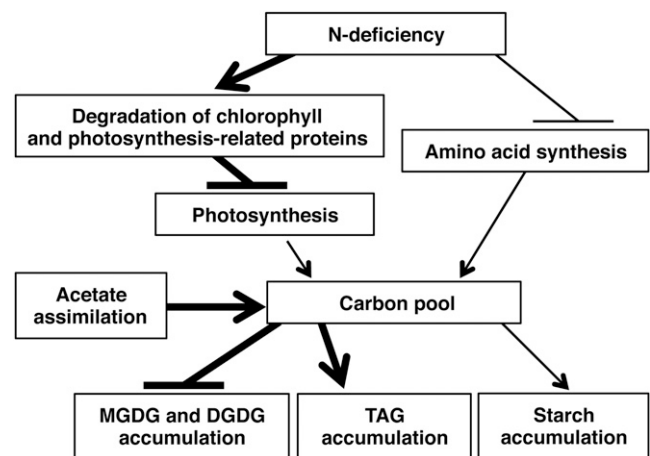 N-deficiency
Degradation of chlorophyll
and photosynthesis-related proteins
Amino acid synthesis
Photosynthesis
Acetate
assimilation
Carbon pool
MGDG and DGDG
accumulation
TAG
accumulation
Starch
accumulation